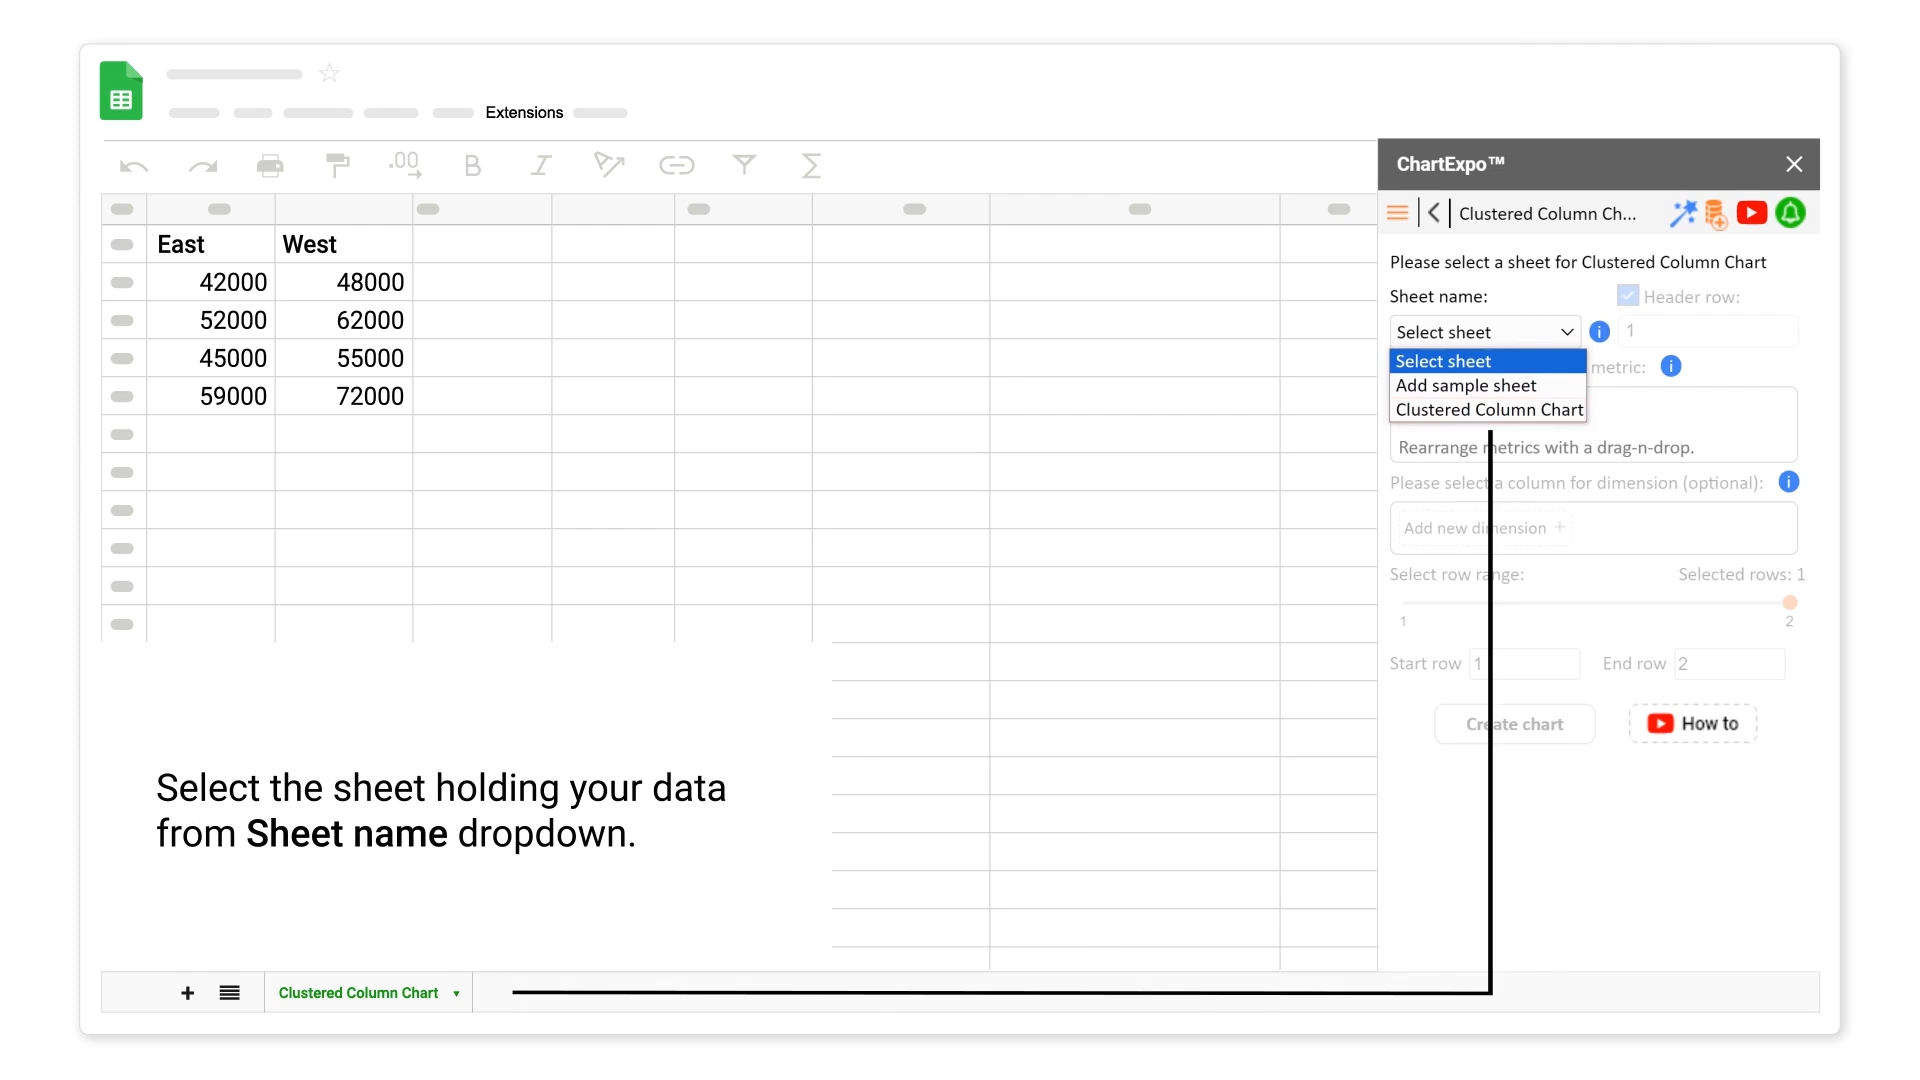 Extensions
.00
B
I
ChartExpo™
Clustered Column Ch...
East West
42000 48000
52000 62000
45000 55000
59000 72000
Please select a sheet for Clustered Column Chart
Sheet name: Header row:
Select sheet 1
Select sheet
metric:
Add sample sheet
Clustered Column Chart
Rearrange metrics with a drag-n-drop.
Please select a column for dimension (optional):
Add new dimension +
Select row range: Selected rows: 1
1 2
Start row 1 End row 2
Create chart How to
Select the sheet holding your data
from Sheet name dropdown.
+ Clustered Column Chart